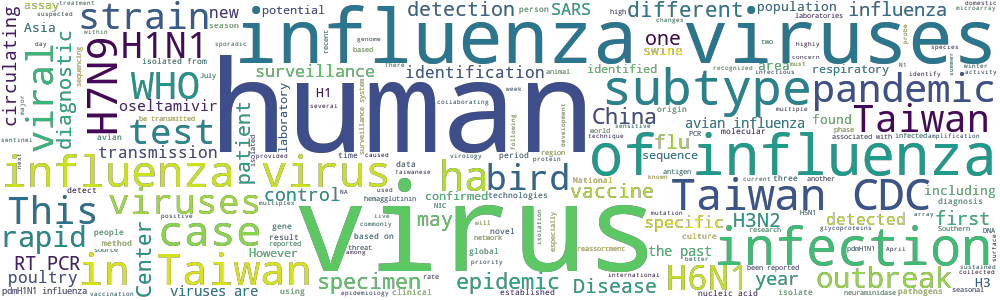 circulating
assay
treatment
suspected
Asia
day
major
viral
diagnostic
within
strain
new
season
sporadic
H7N9
H1N1
isolated from
July
potential
recent
genome
based
influenza viruses
detection
person
SARS
high
changes
different
one
swine
population
laboratories
influenza
domestic
microarray
two
highly
probe
species
WHO
oseltamivir
surveillance
laboratory
H1
several
human
identification
There
animal
week
collaborating
surveillance system
following
development
identified
area
respiratory
concern
must
recognized
infectious
N1
identify
summer
winter
activity
subtype
pandemic
origin
multiple
be transmitted
avian
test
patient
isolated
transmission
China
world
technique
sensitive
avian influenza
PCR
molecular
found
phase
associated with
infected
amplification
Taiwan
sentinel
next
influenza virus
provided
caused
time
virology
period
protein
region
has
bird
of influenza
flu
sequence
antigen
known
current
three
another
including
diagnosis
This
detect
viruses
positive
multiplex
control
NA
data
Taiwanese
used
hemagglutinin
confirmed
NIC
technologies
National
vaccine
Taiwan CDC
mutation
specific
culture
H3N2
research
H5N1
detected
glycoproteins
array
first
Southern
DNA
surface
rapid
people
method
source
Center
case
gene
result
reported
However
live
commonly
threat
among
based on
virus
may
will
network
priority
novel
global
isolation
especially
reassortment
the past
better
pdmH1N1
April
infection
sustained
RT PCR
poultry
pdmH1N1 influenza
vaccination
in Taiwan
viruses are
using
specimen
epidemiology
clinical
rate
epidemic
established
Disease
international
H6N1
nucleic acid
year
been reported
isolate
neuraminidase
outbreak
pathogens
collected
H3
seasonal